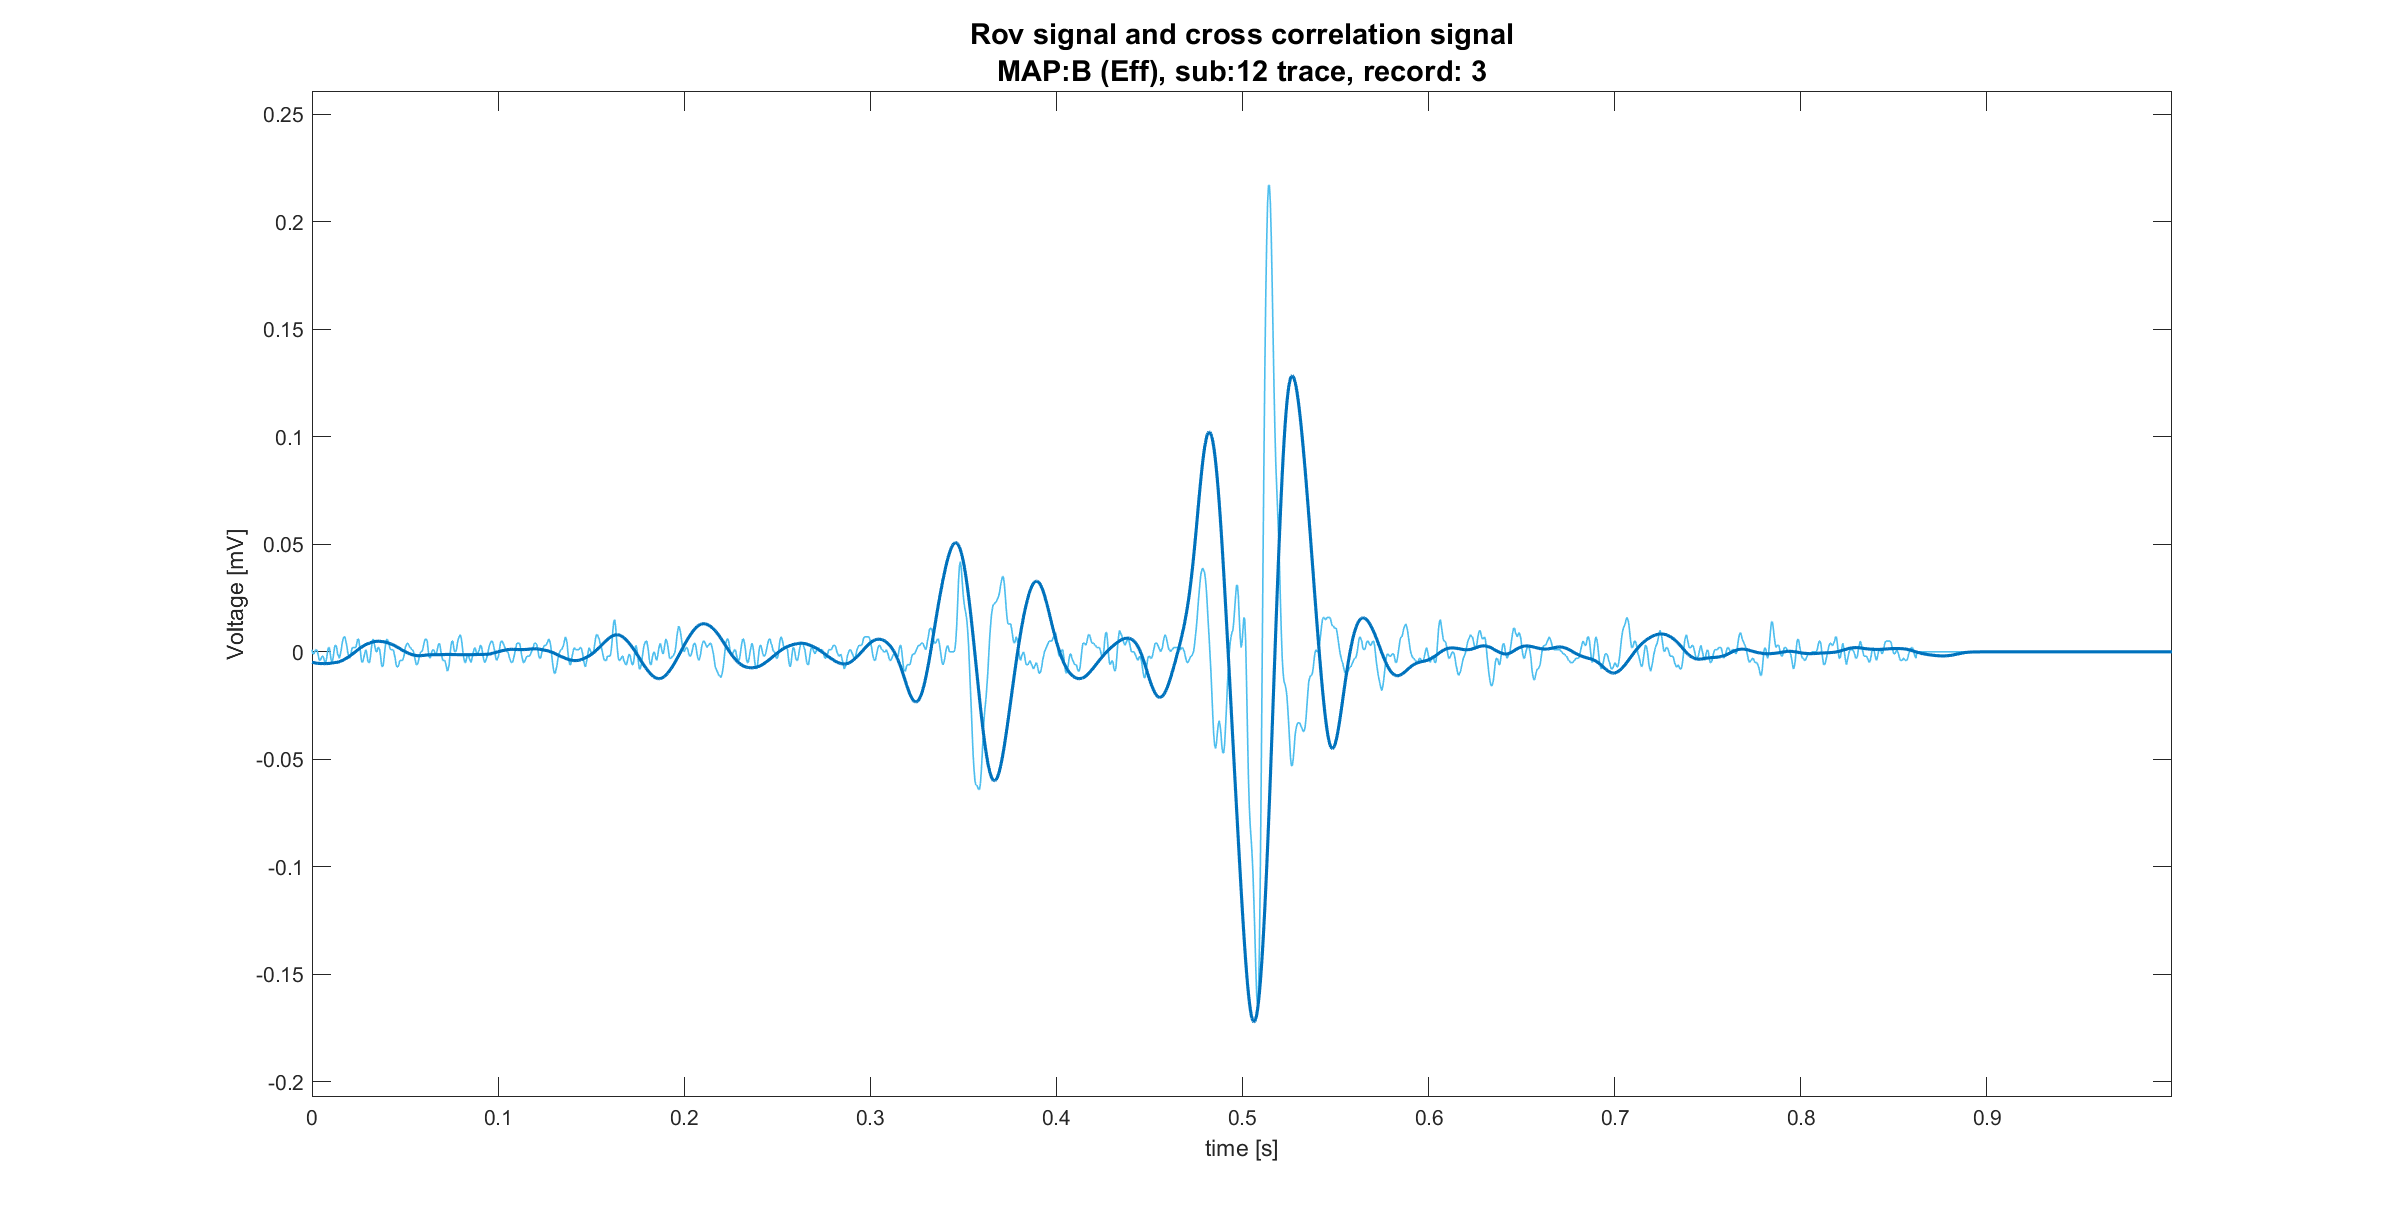 Rov signal and cross correlation signal
MAP:B (Eff), sub:12 trace, record: 3
0.25
0.2
0.15
0.1
0.05
0
-0.05
-0.1
-0.15
-0.2
Voltage [mV]
0 0.1 0.2 0.3 0.4 0.5 0.6 0.7 0.8 0.9
time [s]